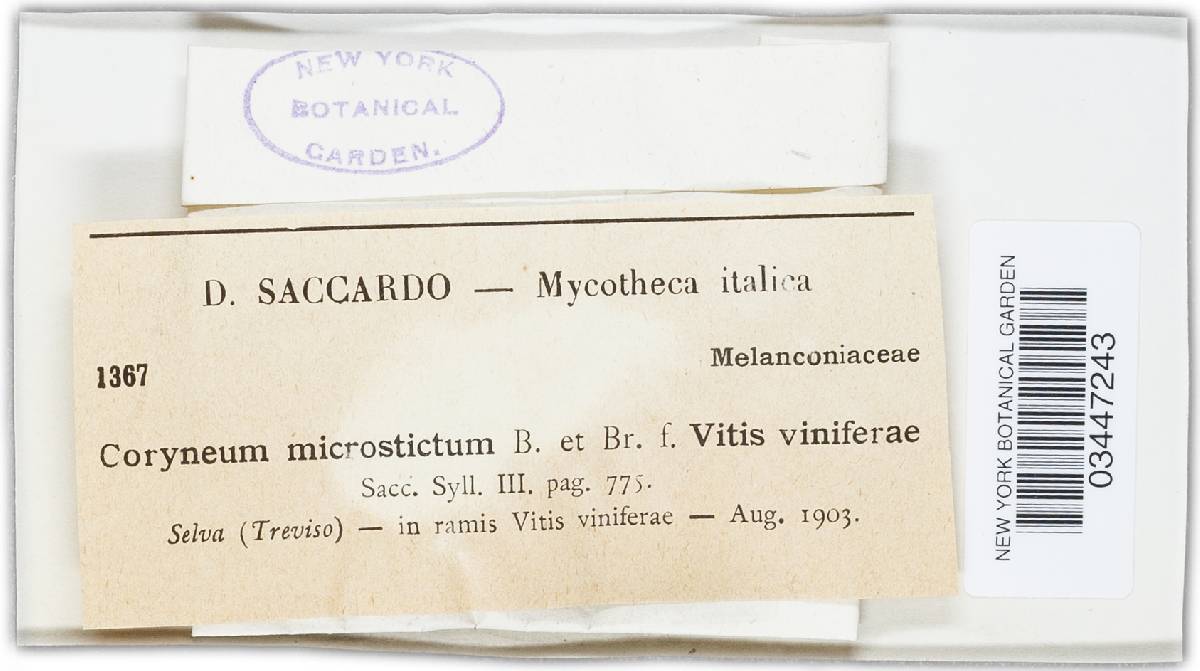 NEW YORK
BOTANICAL
GARDEN.
D. SACCARDO — Mycotheca italica
1367
Melanconiaceae
Coryneum microstictum B. et Br. f. Vitis viniferae
Sacc. Syll. III. pag. 775.
Selva (Treviso) — in ramis Vitis viniferae — Aug. 1903.
NEW YORK BOTANICAL GARDEN
03447243